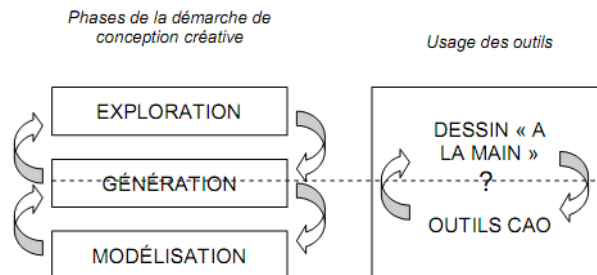 Phases de la démarche de
conception créative
EXPLORATION
GÉNÉRATION
MODÉLISATION
Usage des outils
DESSIN « A
LA MAIN »
?
OUTILS CAO